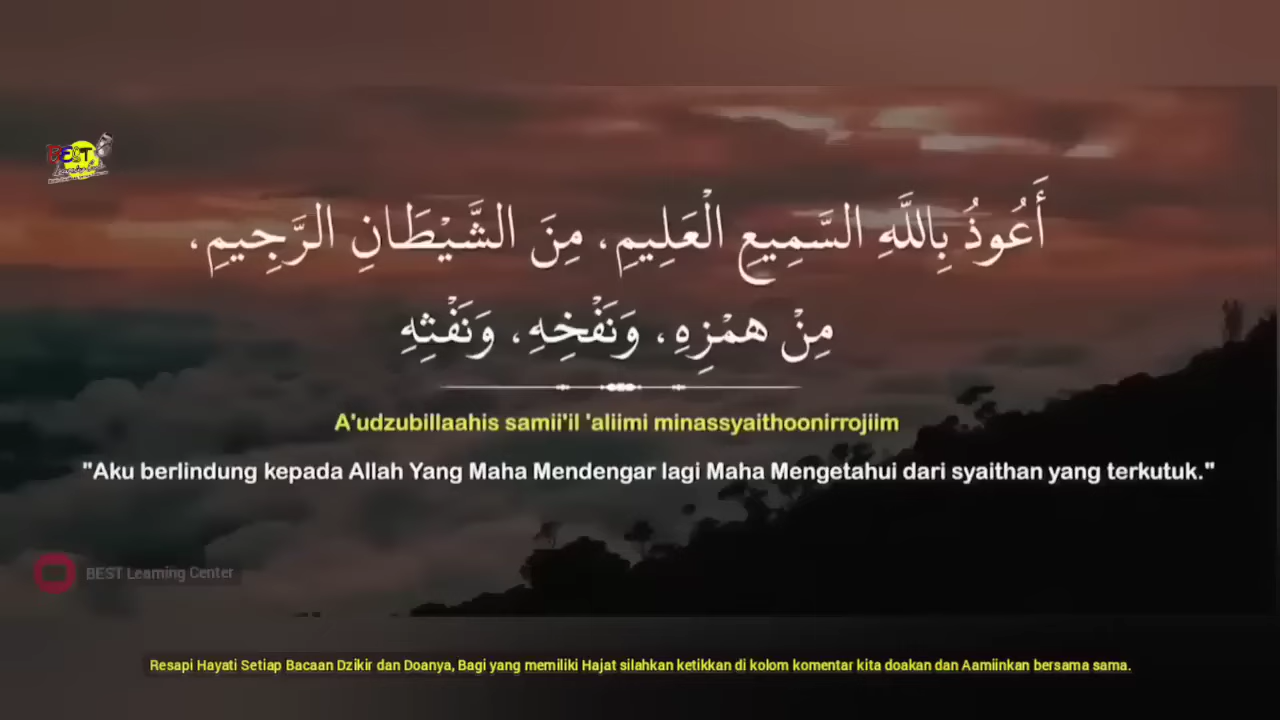 BEST
أَعُوذُ بِاللَّهِ السَّمِيعِ الْعَلِيمِ، مِنَ الشَّيْطَانِ الرَّجِيمِ،
مِنْ هَمْزِهِ، وَنَفْخِهِ، وَنَفْثِهِ
A'udzubillaahis samii'il 'aliimi minassyaithoonirrojiim
"Aku berlindung kepada Allah Yang Maha Mendengar lagi Maha Mengetahui dari syaithan yang terkutuk."
BEST Learning Center
Resapi Hayati Setiap Bacaan Dzikir dan Doanya, Bagi yang memiliki Hajat silahkan ketikkan di kolom komentar kita doakan dan Aamiinkan bersama sama.